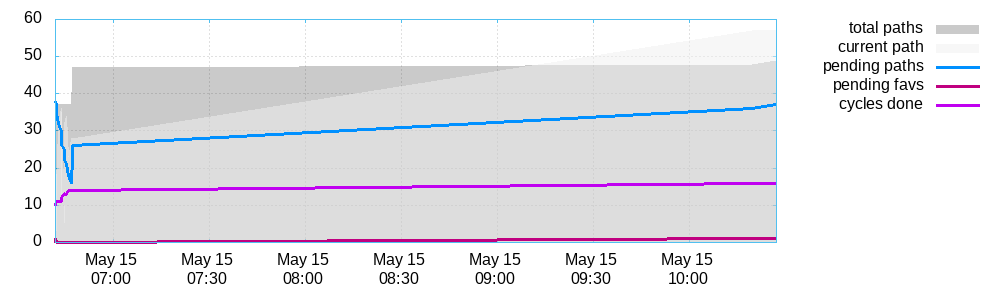 60
50
40
30
20
10
0
May 15 May 15 May 15 May 15 May 15 May 15 May 15
07:00 07:30 08:00 08:30 09:00 09:30 10:00
total paths
current path
pending paths
pending favs
cycles done